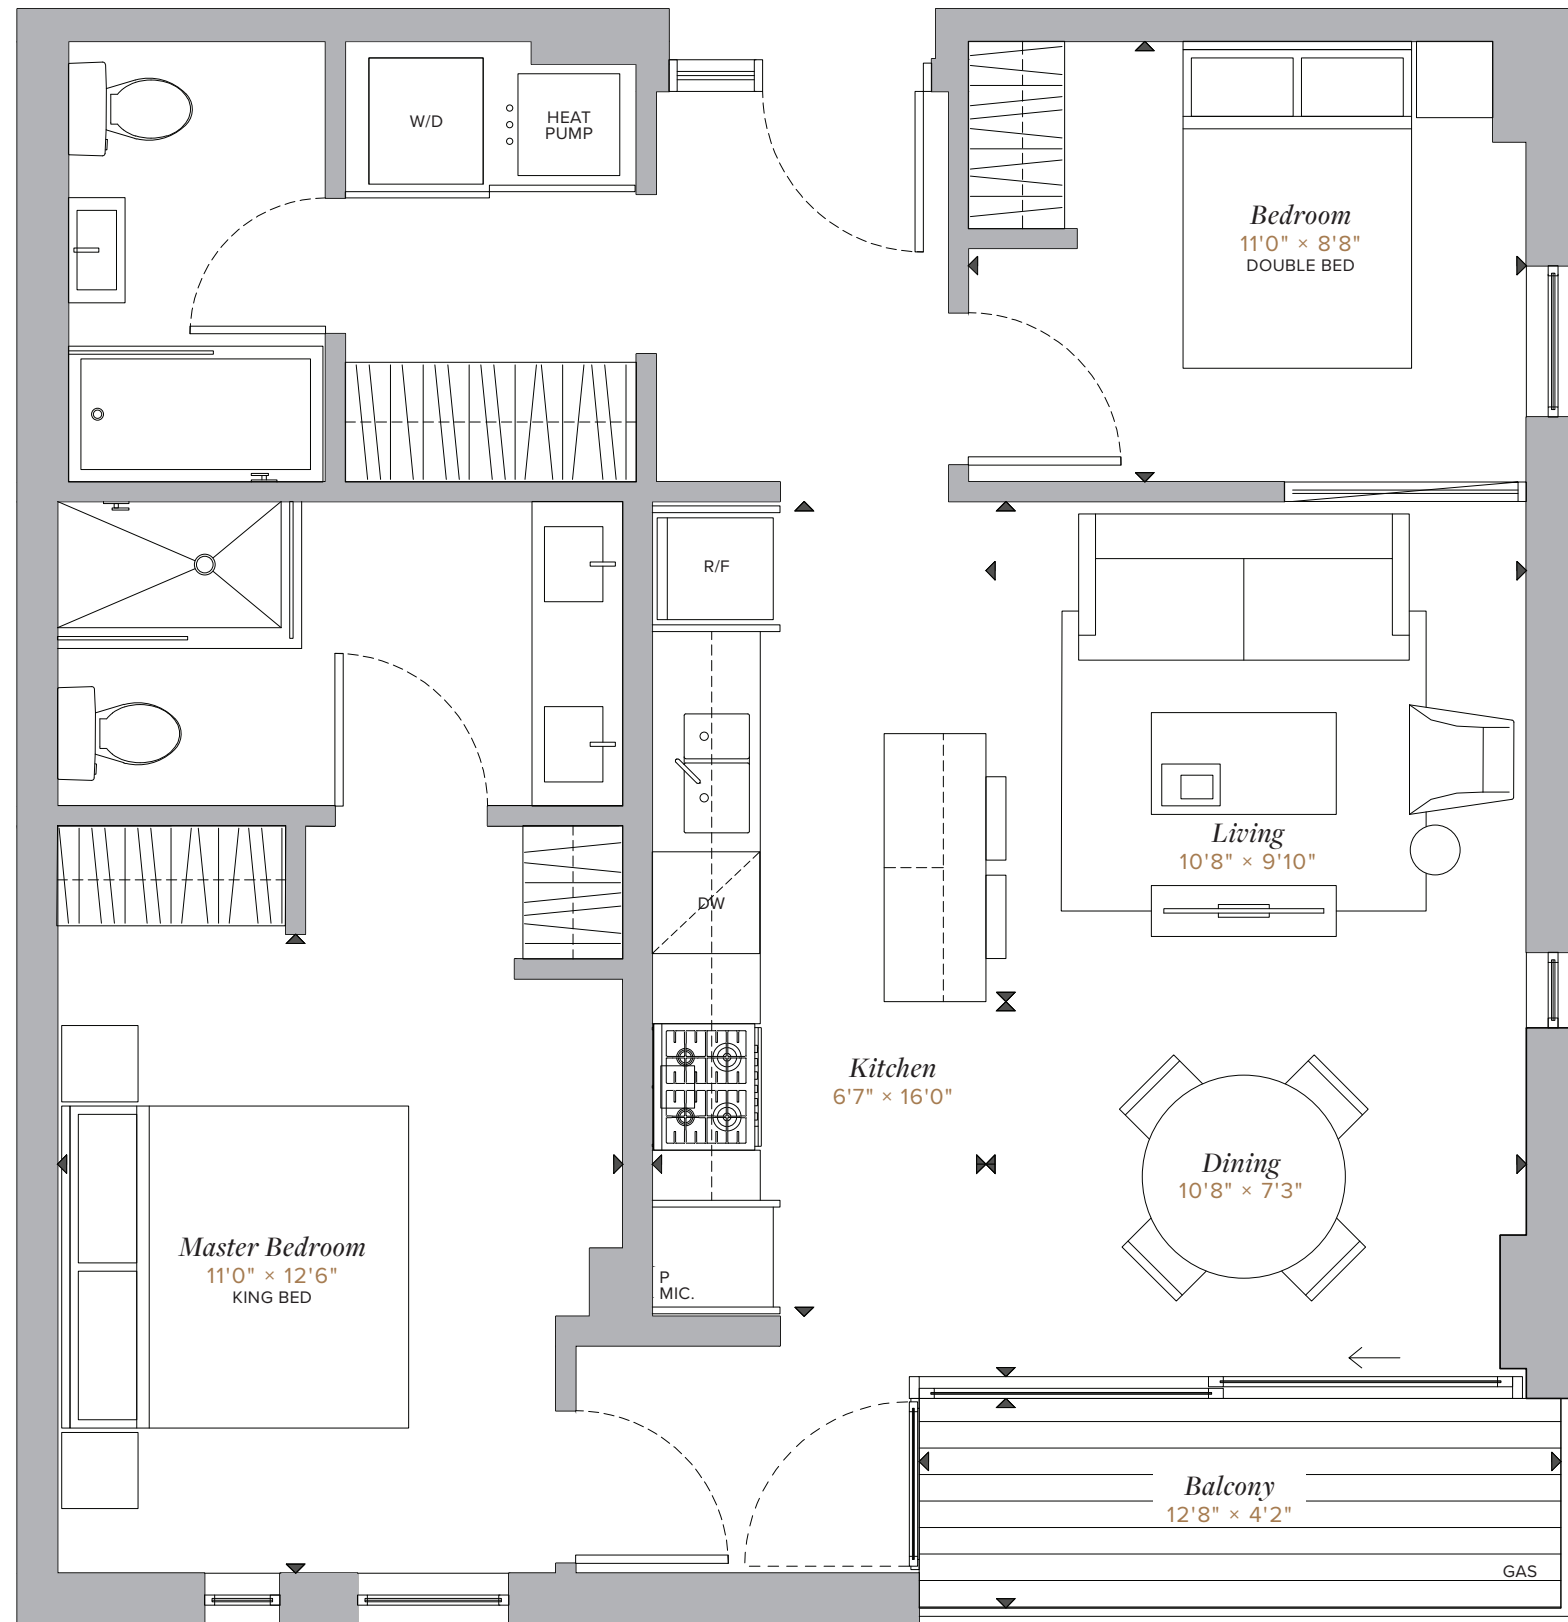 W/D
HEAT
PUMP
Bedroom
11'0" × 8'8"
DOUBLE BED
R/F
Living
10'8" × 9'10"
DW
Kitchen
6'7" × 16'0"
Dining
10'8" × 7'3"
Master Bedroom
11'0" × 12'6"
KING BED
P
MIC.
Balcony
12'8" × 4'2"
GAS